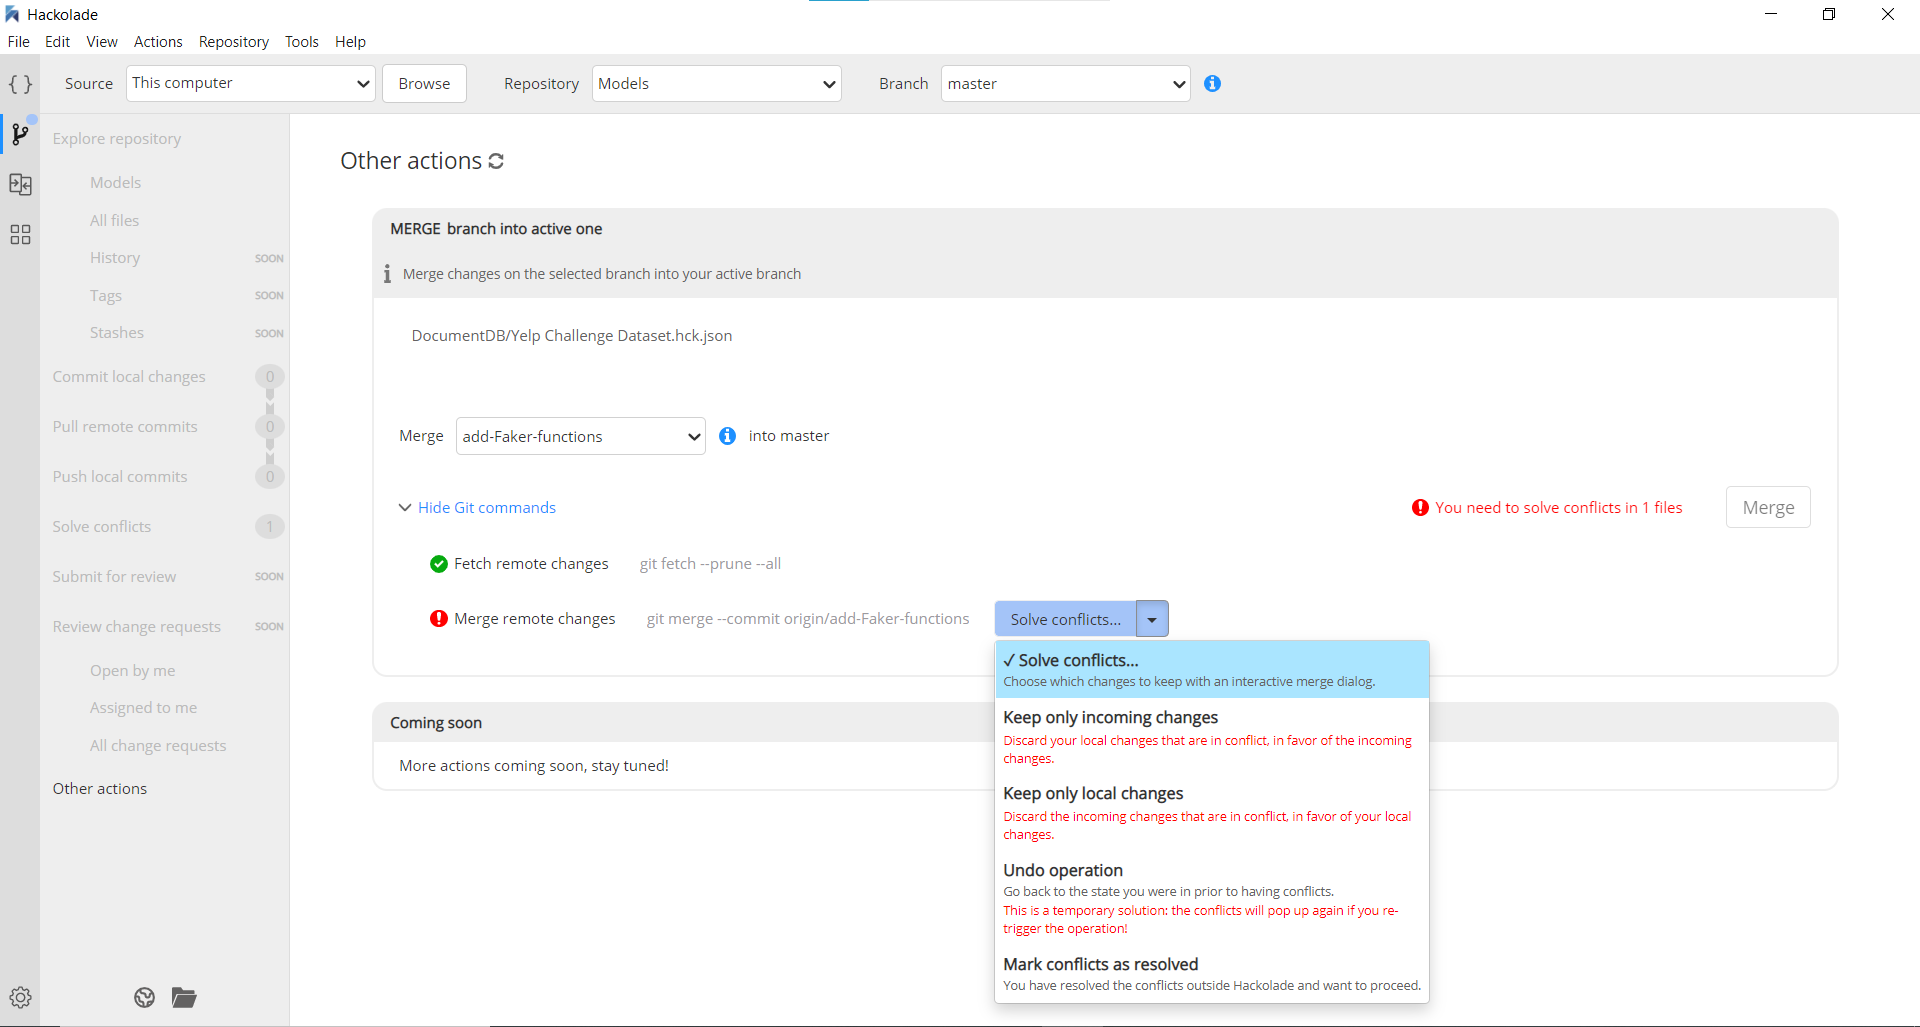 Hackolade
File Edit View Actions Repository Tools Help
Source This computer Browse Repository Models Branch master
Explore repository
Models
All files
History SOON
Tags SOON
Stashes SOON
Commit local changes 0
Pull remote commits 0
Push local commits 0
Solve conflicts 1
Submit for review SOON
Review change requests SOON
Open by me
Assigned to me
All change requests
Other actions
Other actions
MERGE branch into active one
Merge changes on the selected branch into your active branch
DocumentDB/Yelp Challenge Dataset.hck.json
Merge add-Faker-functions into master
Hide Git commands
You need to solve conflicts in 1 files
Merge
Fetch remote changes git fetch --prune --all
Merge remote changes git merge --commit origin/add-Faker-functions Solve conflicts...
✓ Solve conflicts...
Choose which changes to keep with an interactive merge dialog.
Keep only incoming changes
Discard your local changes that are in conflict, in favor of the incoming
changes.
Keep only local changes
Discard the incoming changes that are in conflict, in favor of your local
changes.
Undo operation
Go back to the state you were in prior to having conflicts.
This is a temporary solution: the conflicts will pop up again if you re-
trigger the operation!
Mark conflicts as resolved
You have resolved the conflicts outside Hackolade and want to proceed.
Coming soon
More actions coming soon, stay tuned!